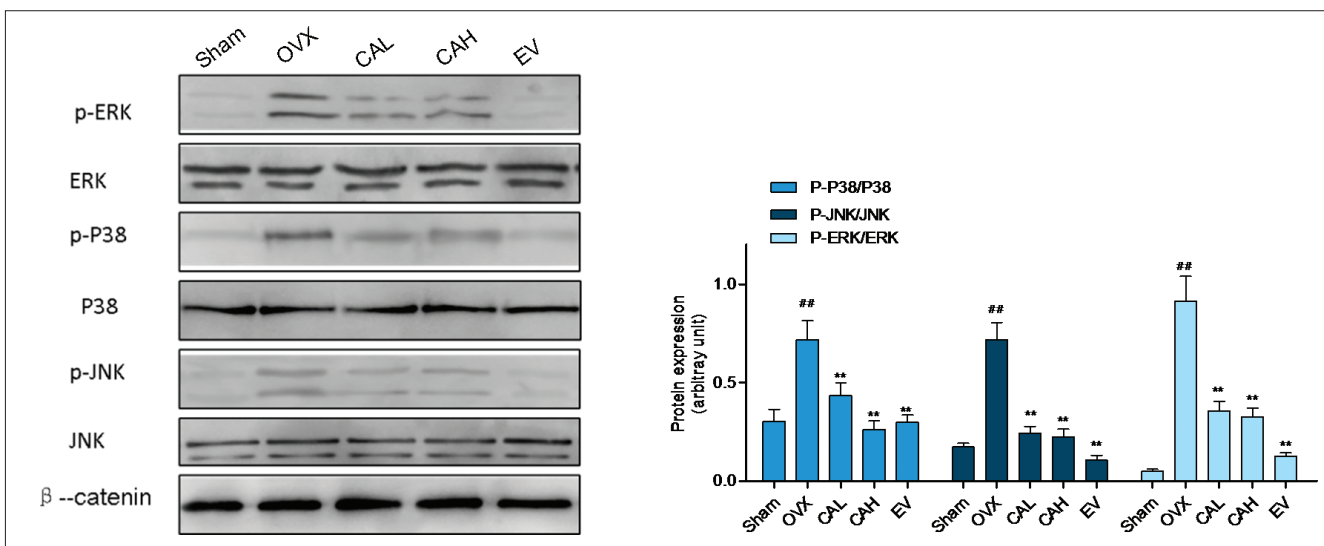 Sham OVX CAL CAH EV
p-ERK
ERK
p-P38
P38
p-JNK
JNK
β--catenin
P-P38/P38
P-JNK/JNK
P-ERK/ERK
Protein expression
(arbitray unit)
1.0
0.5
0.0
## ** ** **
## ** ** **
## ** ** **
Sham OVX CAL CAH EV Sham OVX CAL CAH EV Sham OVX CAL CAH EV